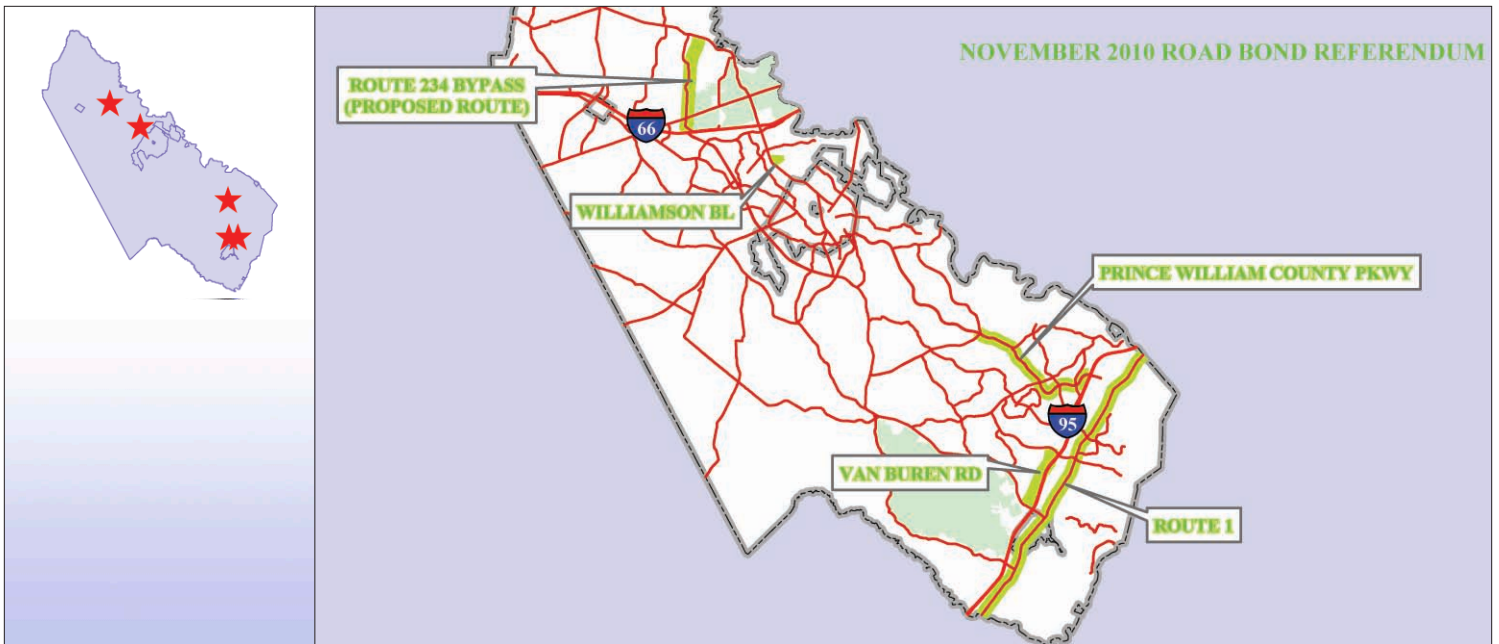 NOVEMBER 2010 ROAD BOND REFERENDUM
ROUTE 234 BYPASS
(PROPOSED ROUTE)
66
WILLIAMSON BL
PRINCE WILLIAM COUNTY PKWY
95
VAN BUREN RD
ROUTE 1